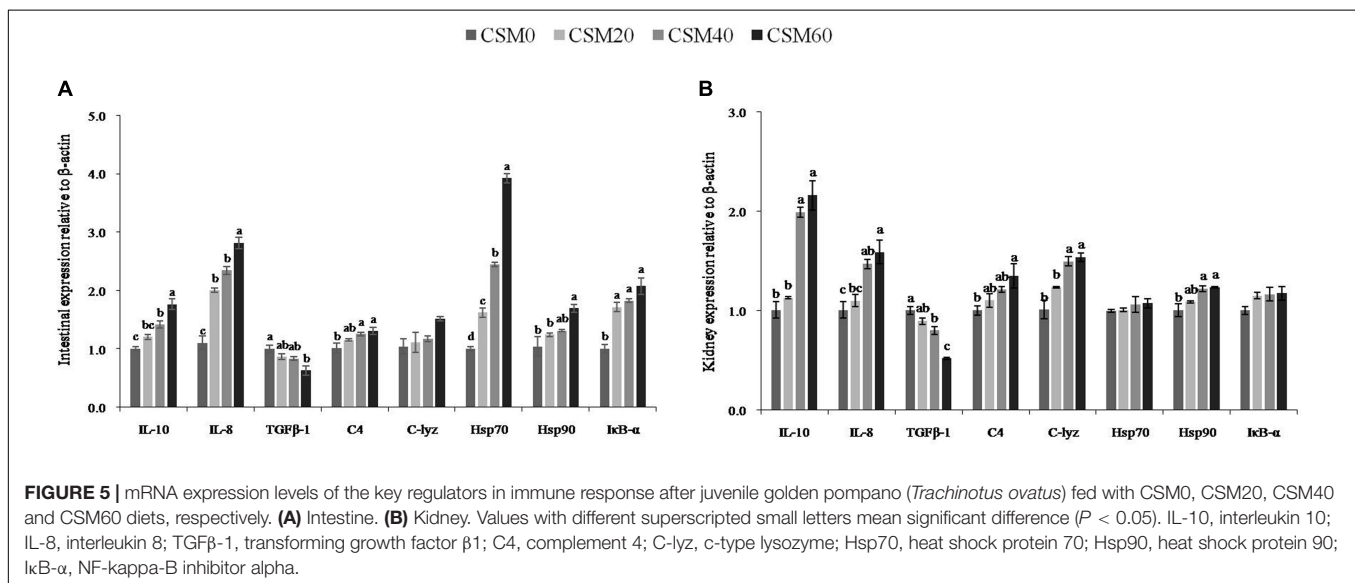 CSM0 CSM20 CSM40 CSM60
A
Intestinal expression relative to β-actin
5.0
4.0
3.0
2.0
1.0
0.0
c bc b a
c b b a
a ab ab b
b ab a a
d c b a
b b ab a
b a a a
IL-10 IL-8 TGFβ-1 C4 C-lyz Hsp70 Hsp90 IκB-α
B
Kidney expression relative to β-actin
3.0
2.0
1.0
0.0
b b a a
c bc ab a
a ab b c
b ab ab a
b b a a
b ab a a
IL-10 IL-8 TGFβ-1 C4 C-lyz Hsp70 Hsp90 IκB-α
FIGURE 5 | mRNA expression levels of the key regulators in immune response after juvenile golden pompano (Trachinotus ovatus) fed with CSM0, CSM20, CSM40
and CSM60 diets, respectively. (A) Intestine. (B) Kidney. Values with different superscripted small letters mean significant difference (P < 0.05). IL-10, interleukin 10;
IL-8, interleukin 8; TGFβ-1, transforming growth factor β1; C4, complement 4; C-lyz, c-type lysozyme; Hsp70, heat shock protein 70; Hsp90, heat shock protein 90;
IκB-α, NF-kappa-B inhibitor alpha.